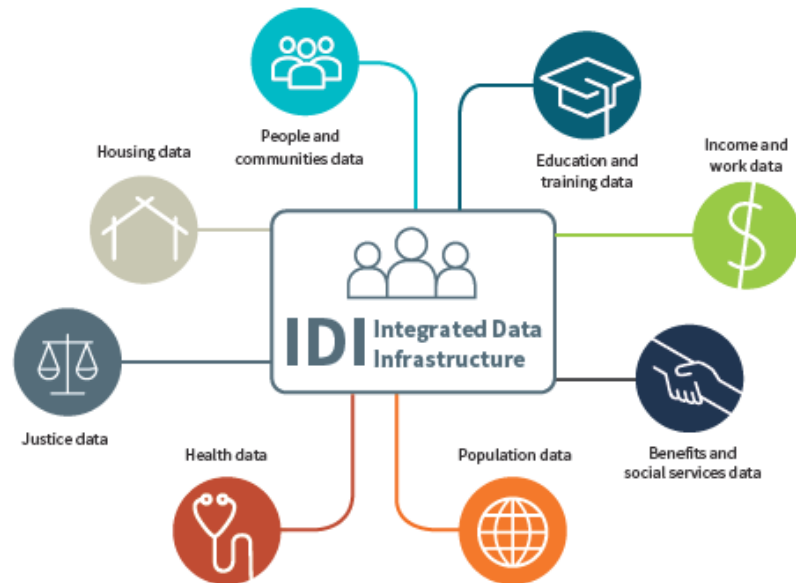 People and
communities data
Education and
training data
Income and
work data
Housing data
IDI Integrated Data
Infrastructure
Justice data
Benefits and
social services data
Health data
Population data